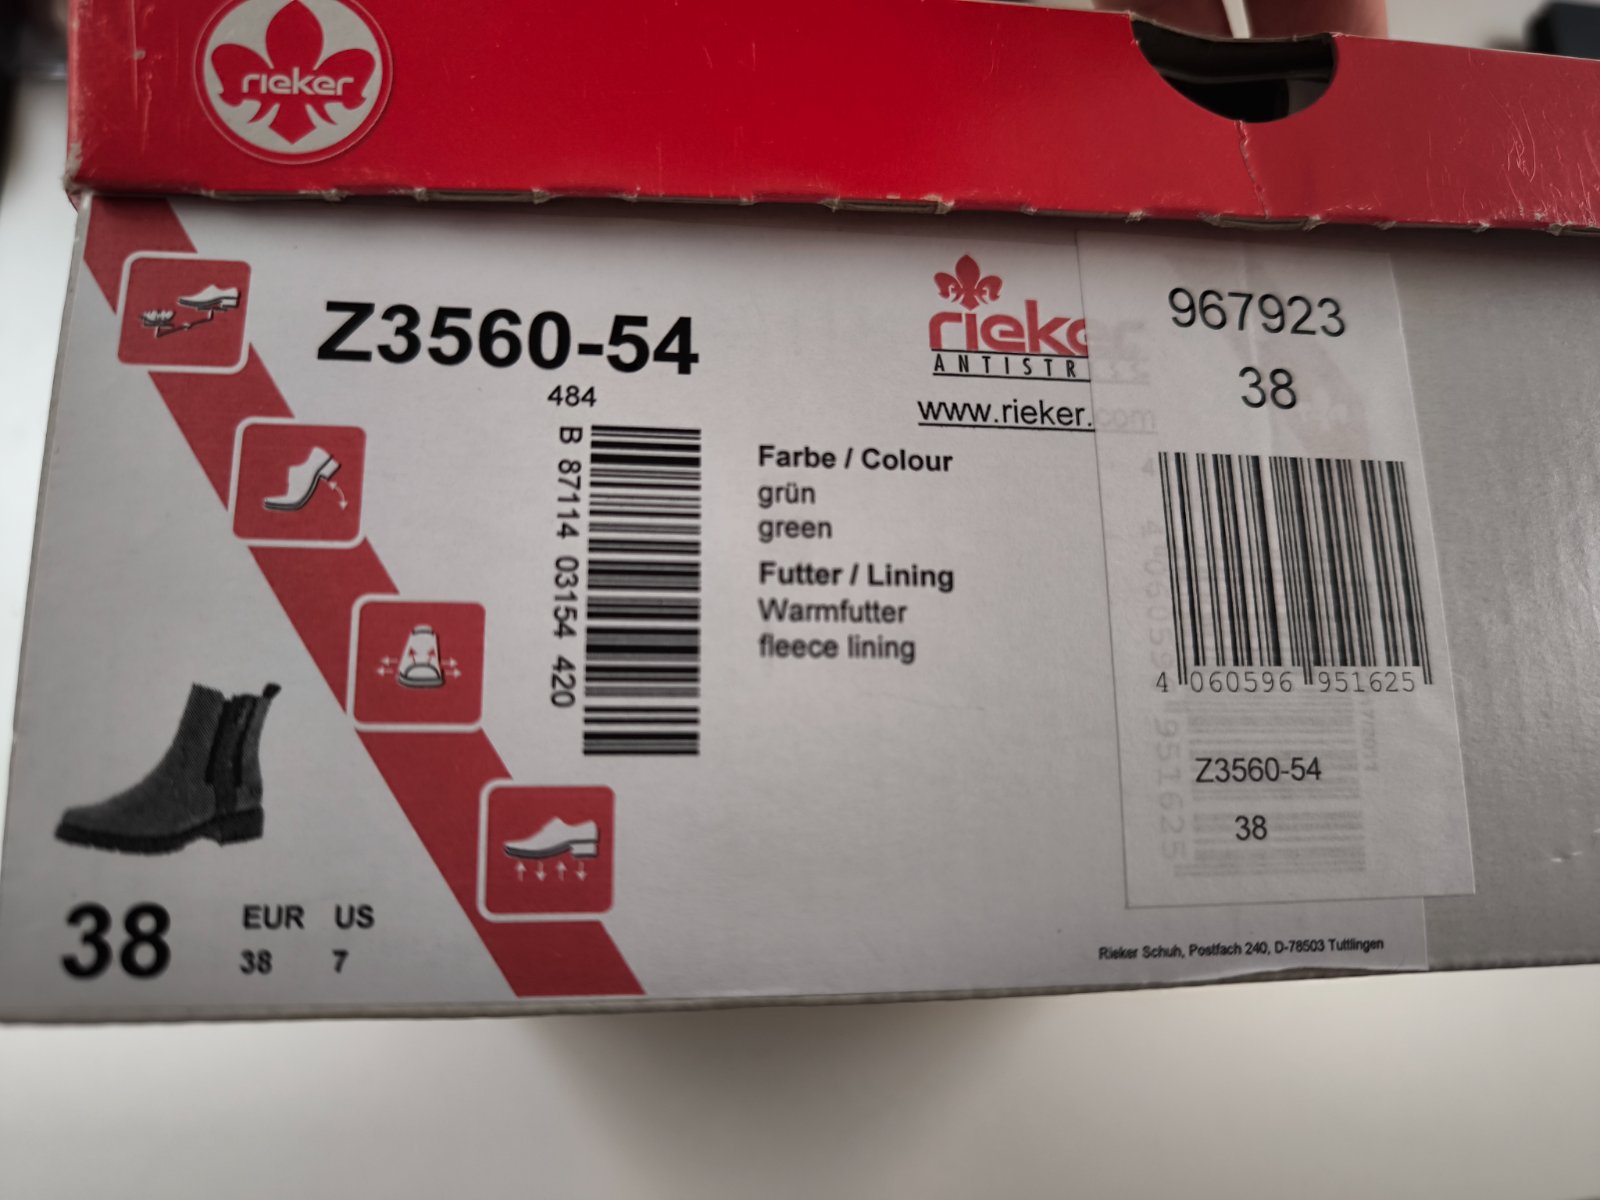 rieker
Z3560-54
484
B 87114 03154 420
rieke
ANTISTR
www.rieker.com
Farbe / Colour
grün
green
Futter / Lining
Warmfutter
fleece lining
967923
38
4 060596 951625
Z3560-54
38
38
EUR US
38 7
Rieker Schuh, Postfach 240, D-78503 Tuttlingen